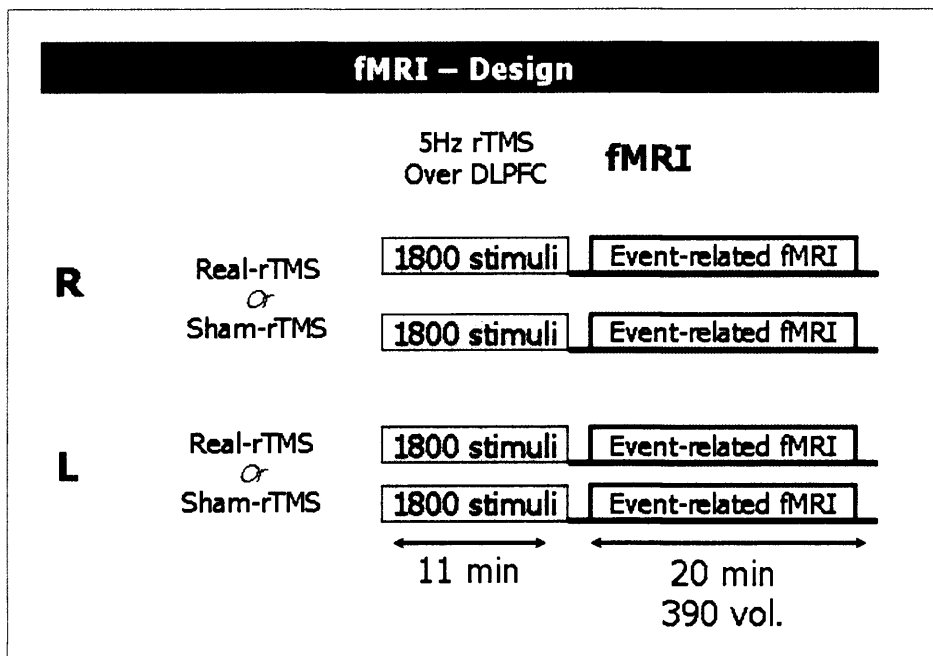 fMRI – Design
5Hz rTMS
Over DLPFC
fMRI
R
Real-rTMS
Or
Sham-rTMS
1800 stimuli
Event-related fMRI
1800 stimuli
Event-related fMRI
L
Real-rTMS
Or
Sham-rTMS
1800 stimuli
Event-related fMRI
1800 stimuli
Event-related fMRI
11 min
20 min
390 vol.